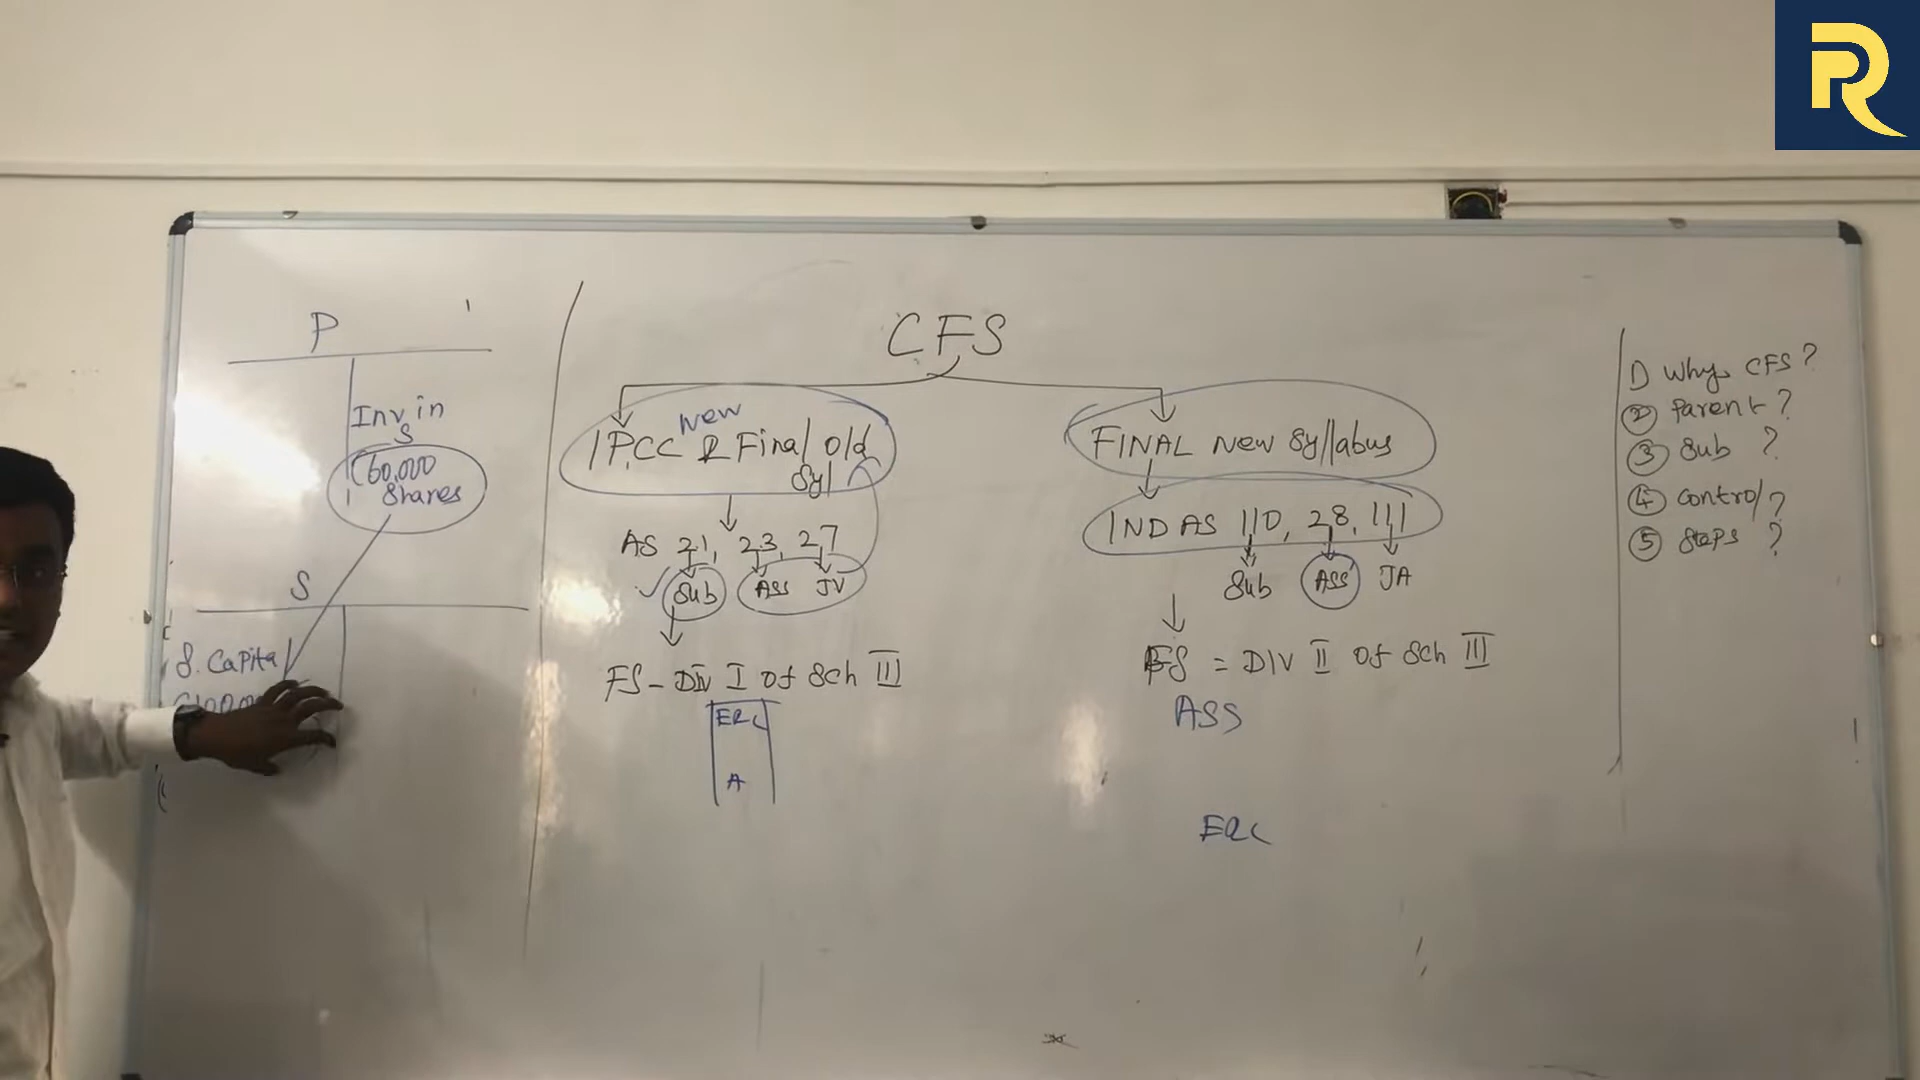 P
Inv in
S
(60,000
Shares
S
S. Capital
CFS
New
IPCC & Final old
Syl
AS 21, 23, 27
Sub
ASS
JV
FS - DIV I of Sch III
E&L
A
FINAL New Syllabus
IND AS 110, 28, 111
Sub
ASS
JA
FS = DIV II of Sch III
ASS
E&L
1) Why CFS?
2) Parent?
3) Sub ?
4) Control?
5) Steps ?
R